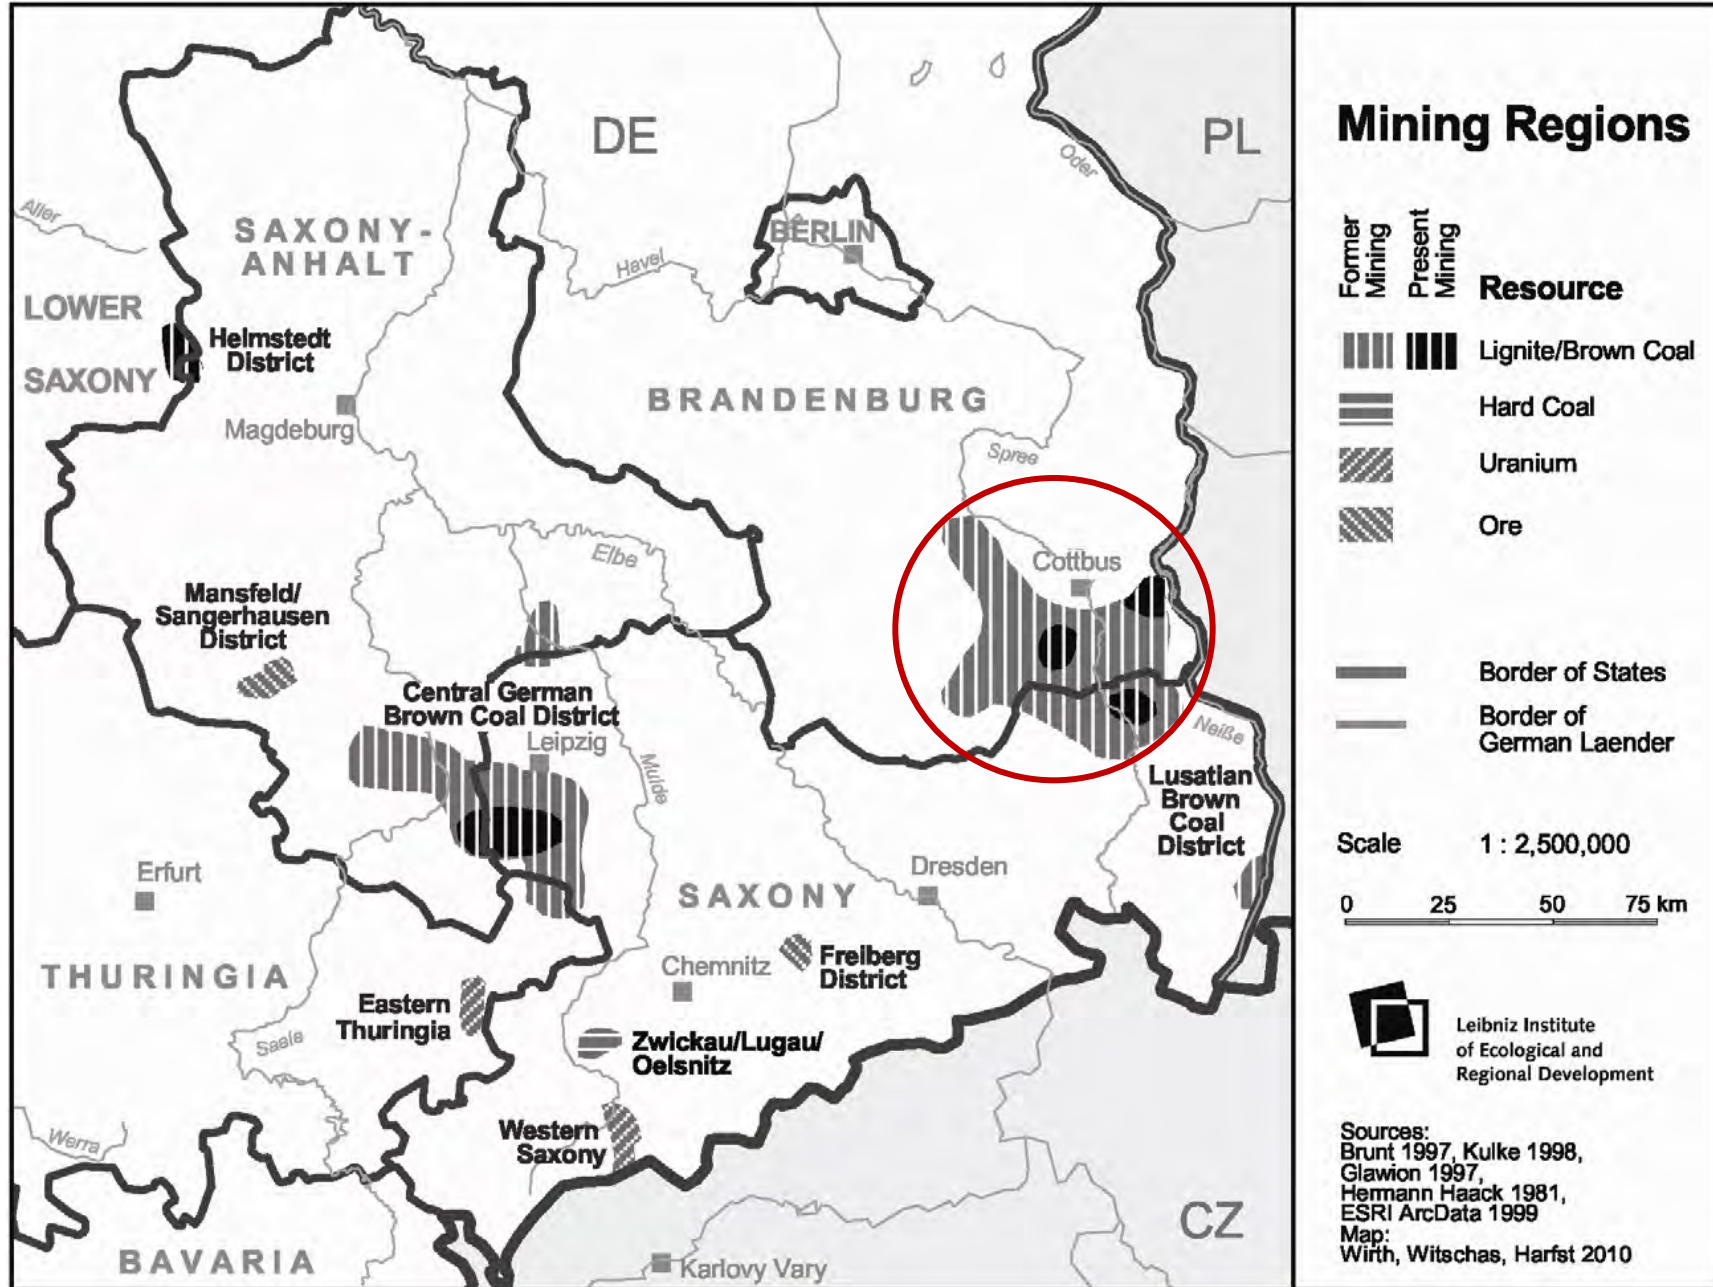 DE
PL
Oder
Aller
SAXONY-
ANHALT
BERLIN
Havel
LOWER
SAXONY
Helmstedt
District
Magdeburg
BRANDENBURG
Spree
Cottbus
Elbe
Mansfeld/
Sangerhausen
District
Central German
Brown Coal District
Leipzig
Mulde
Neiße
Lusatian
Brown
Coal
District
Erfurt
Dresden
SAXONY
THURINGIA
Chemnitz
Freiberg
District
Eastern
Thuringia
Saale
Zwickau/Lugau/
Oelsnitz
Werra
Western
Saxony
BAVARIA
Karlovy Vary
CZ
Mining Regions
Former
Mining
Present
Mining
Resource
Lignite/Brown Coal
Hard Coal
Uranium
Ore
Border of States
Border of
German Laender
Scale 1 : 2,500,000
0 25 50 75 km
Leibniz Institute
of Ecological and
Regional Development
Sources:
Brunt 1997, Kulke 1998,
Glawion 1997,
Hermann Haack 1981,
ESRI ArcData 1999
Map:
Wirth, Witschas, Harfst 2010